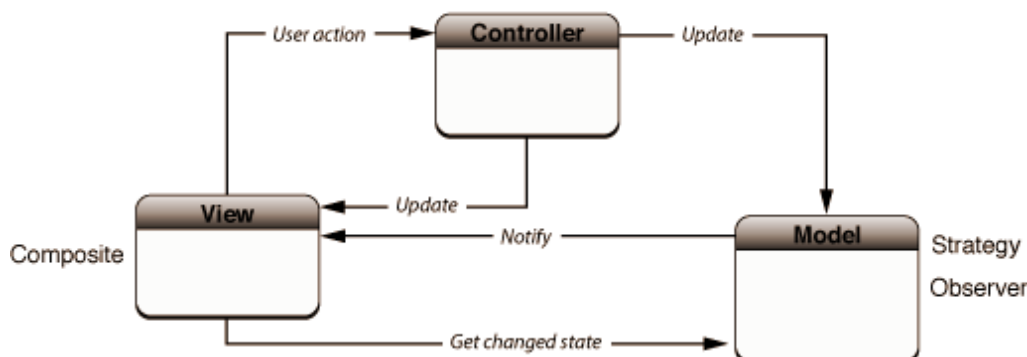 User action
Controller
Update
Update
View
Notify
Model
Composite
Strategy
Observer
Get changed state